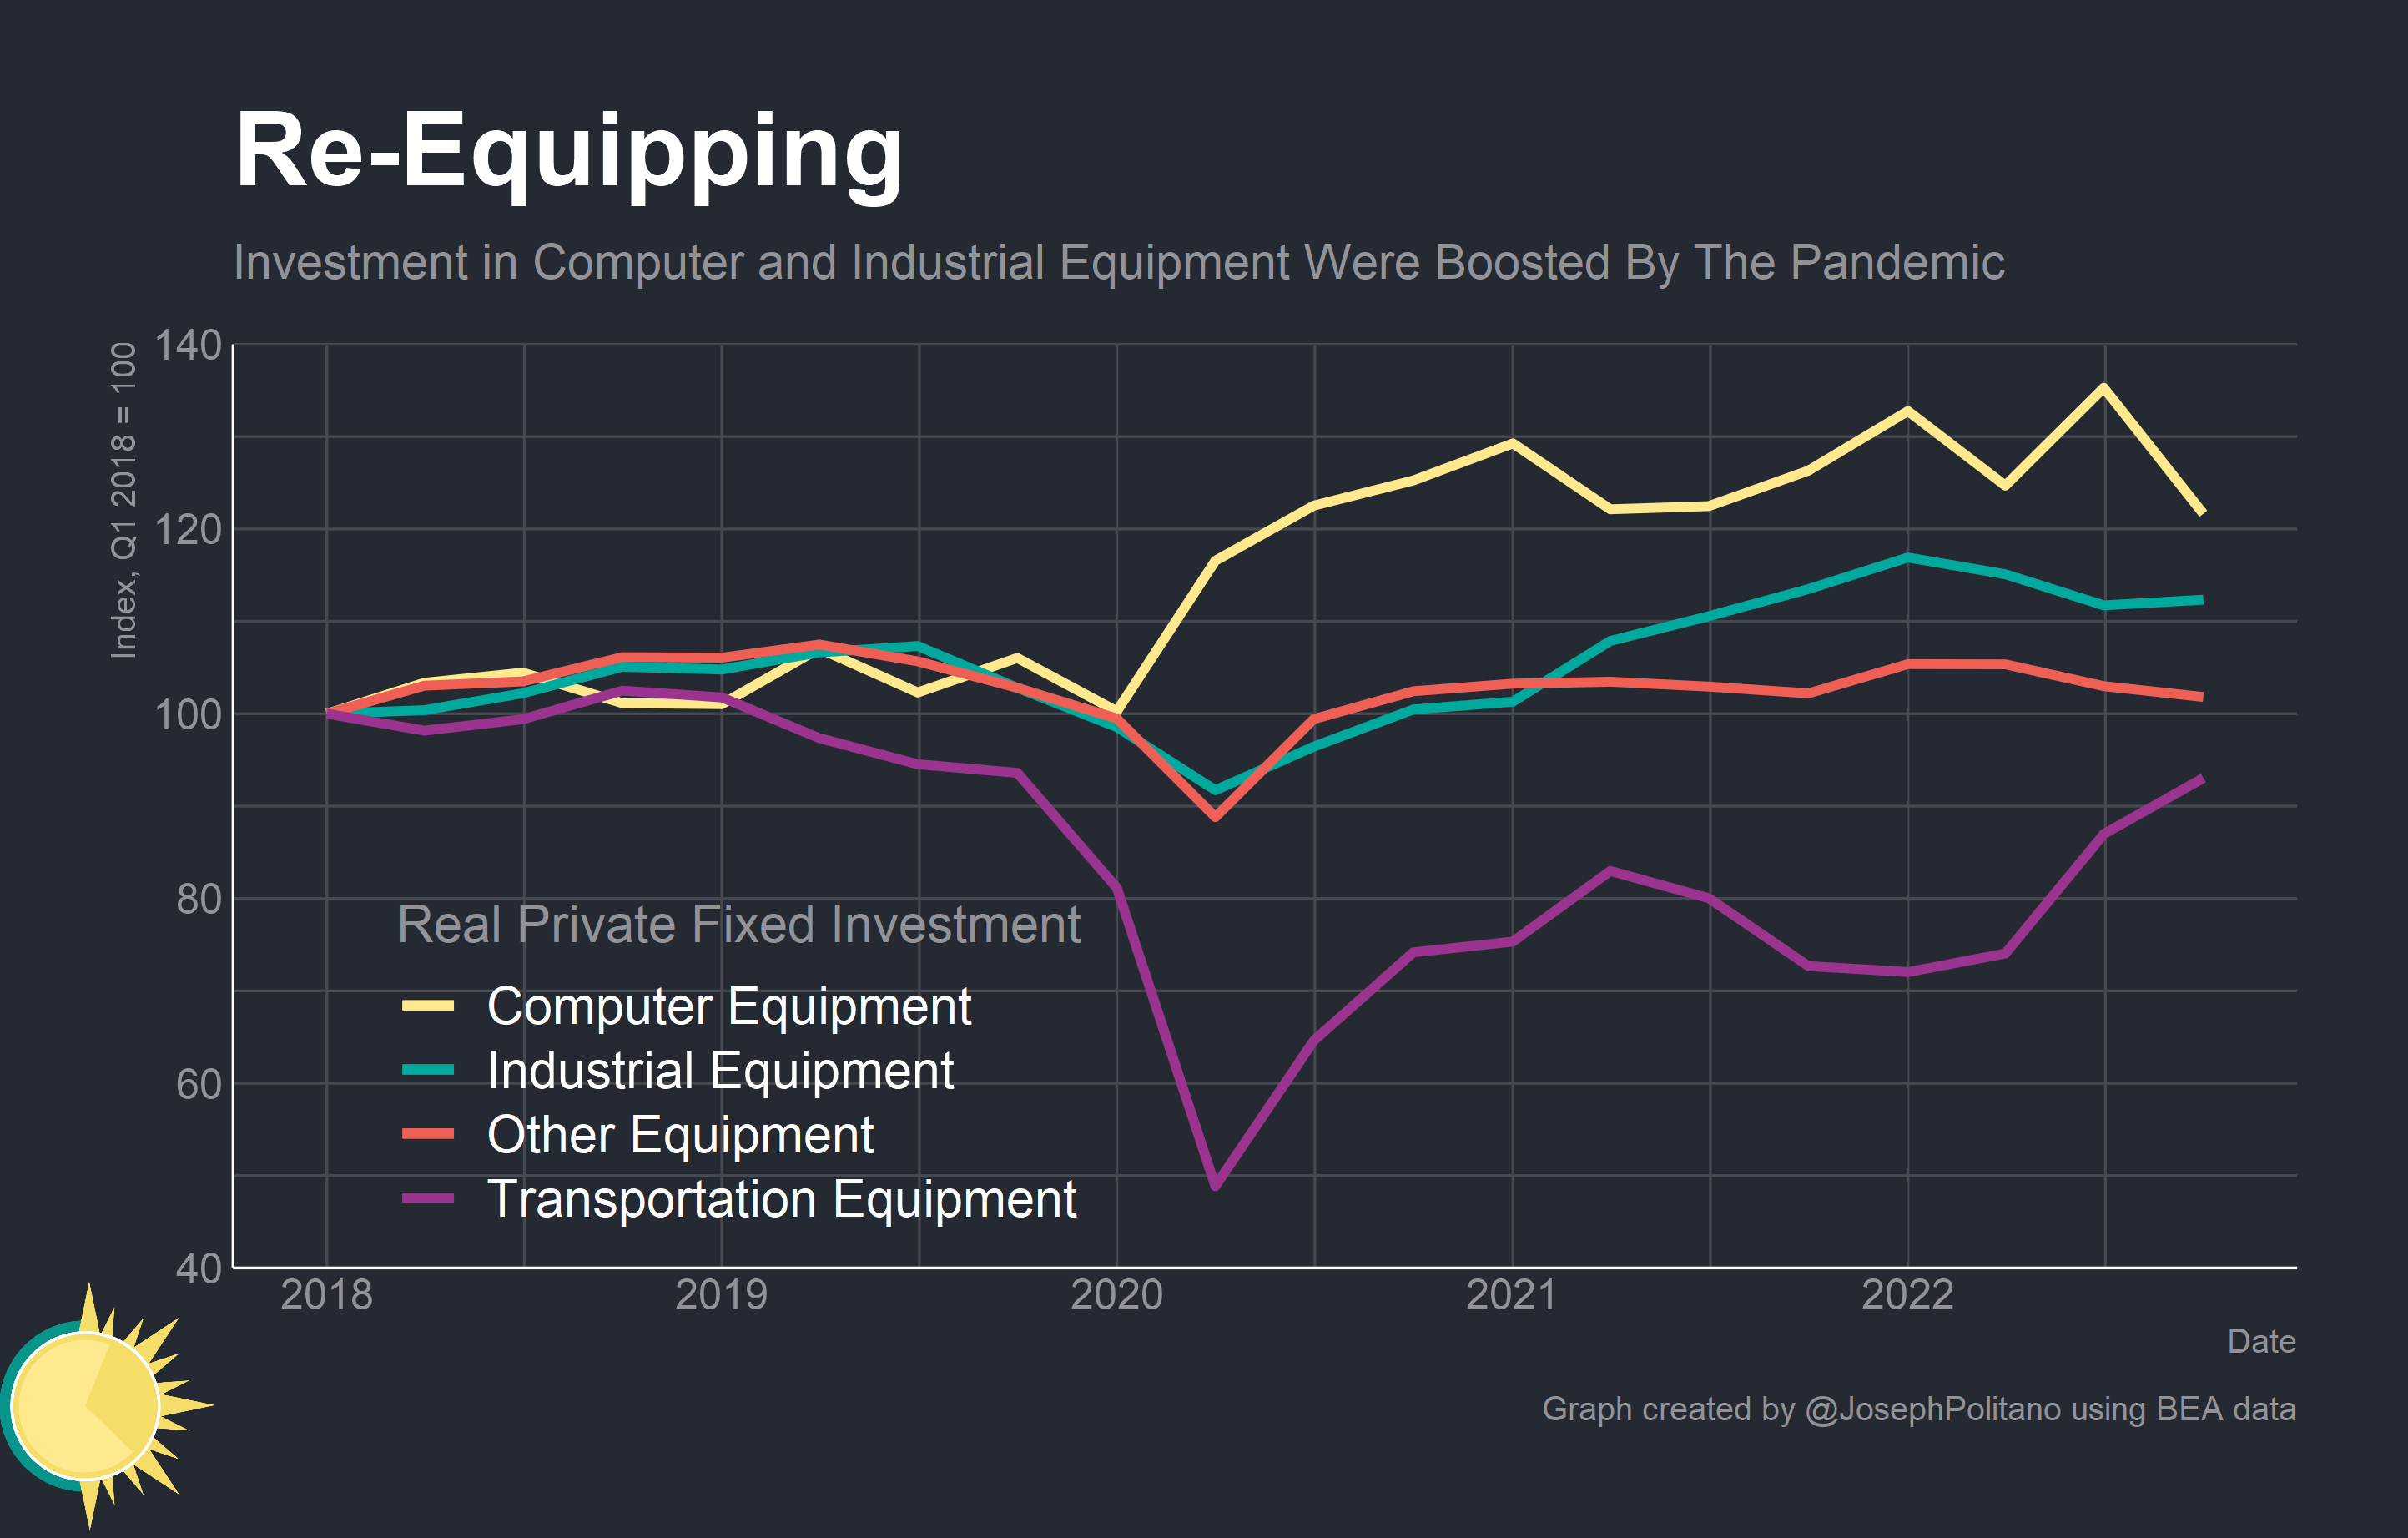 Re-Equipping
Investment in Computer and Industrial Equipment Were Boosted By The Pandemic
Index, Q1 2018 = 100
140
120
100
80
60
40
Real Private Fixed Investment
Computer Equipment
Industrial Equipment
Other Equipment
Transportation Equipment
2018 2019 2020 2021 2022
Date
Graph created by @JosephPolitano using BEA data